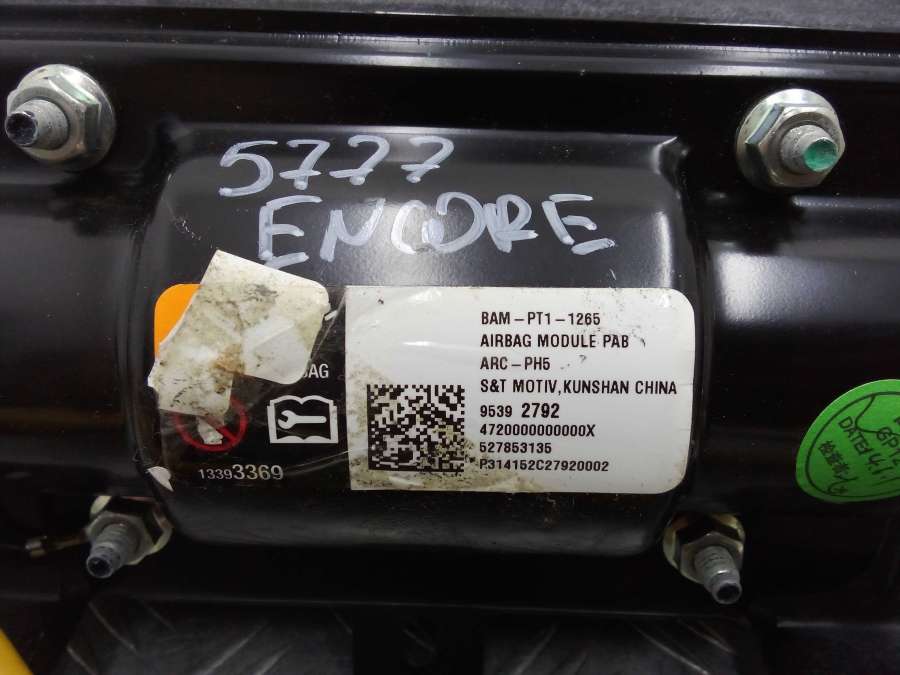 5777
ENCORE
BAM-PT1-1265
AIRBAG MODULE PAB
ARC-PH5
S&T MOTIV,KUNSHAN CHINA
9539 2792
4720000000000X
527853135
P314152C27920002
13393369
DATE